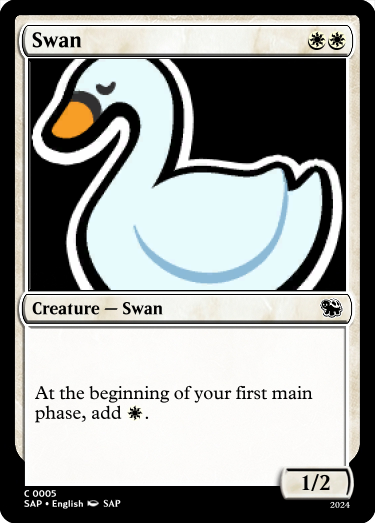 Swan
Creature — Swan
At the beginning of your first main
phase, add ☀.
1/2
C 0005
SAP • English SAP
2024